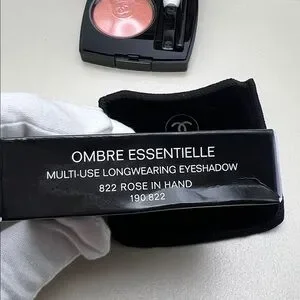 OMBRE ESSENTIELLE
MULTI-USE LONGWEARING EYESHADOW
822 ROSE IN HAND
190.822